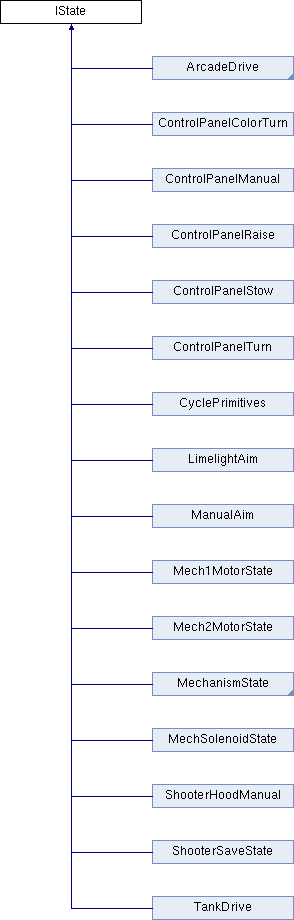 IState
ArcadeDrive
ControlPanelColorTurn
ControlPanelManual
ControlPanelRaise
ControlPanelStow
ControlPanelTurn
CyclePrimitives
LimelightAim
ManualAim
Mech1MotorState
Mech2MotorState
MechanismState
MechSolenoidState
ShooterHoodManual
ShooterSaveState
TankDrive